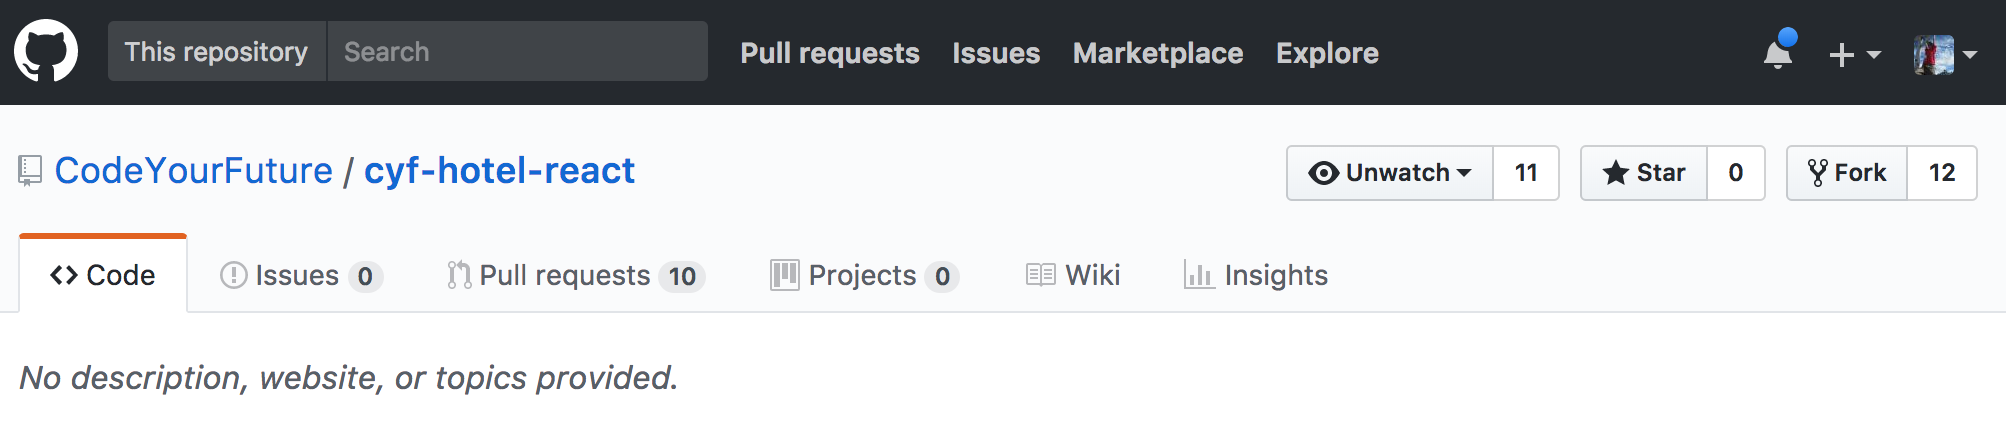 This repository Search Pull requests Issues Marketplace Explore
CodeYourFuture / cyf-hotel-react Unwatch 11 Star 0 Fork 12
Code Issues 0 Pull requests 10 Projects 0 Wiki Insights
No description, website, or topics provided.